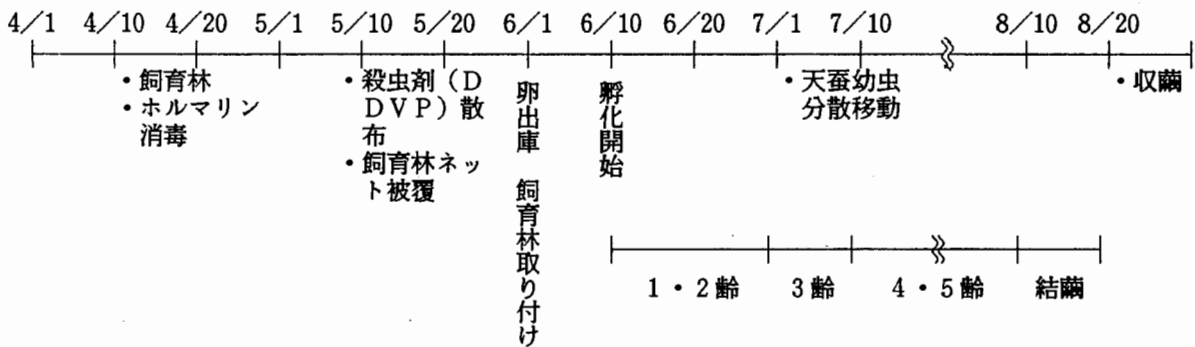 4/1 4/10 4/20 5/1 5/10 5/20 6/1 6/10 6/20 7/1 7/10 8/10 8/20
・飼育林
・ホルマリン
消毒
・殺虫剤(D
DVP)散
布
・飼育林ネッ
ト被覆
卵出庫 飼育林取り付け
孵化開始
・天蚕幼虫
分散移動
・収繭
1・2齢 3齢 4・5齢 結繭